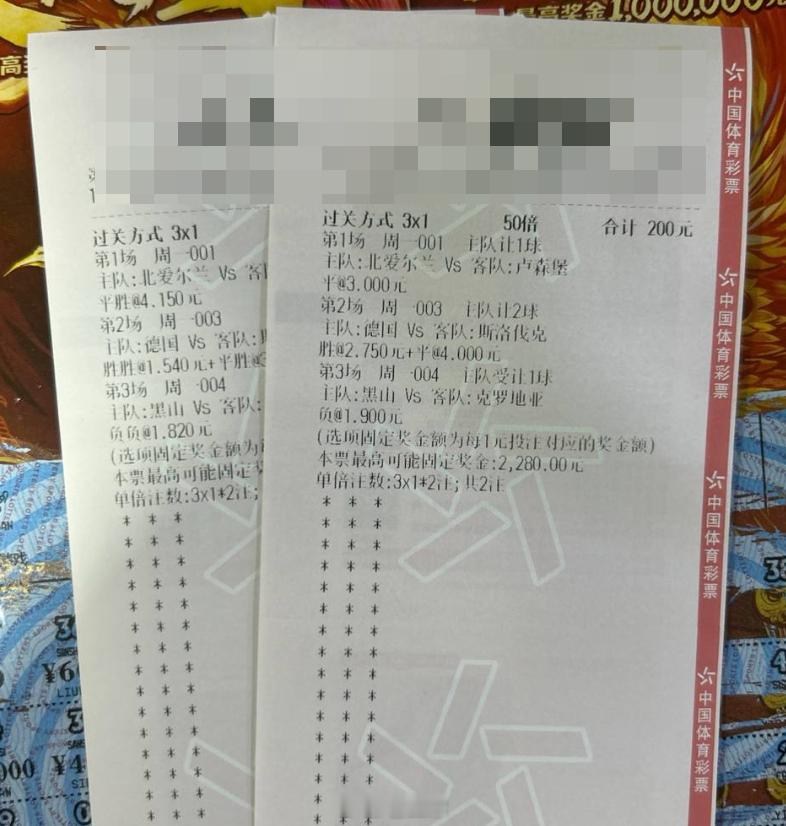 最高奖金1,000,000元
高
过关方式 3x1
第1场 周一001
主队:北爱尔兰 Vs 客
平胜@4.150元
第2场 周一003
主队:德国 Vs 客队:
胜胜@1.540元+平胜@
第3场 周一004
主队:黑山 Vs 客队:
负负@1.820元
(选项固定奖金额为
本票最高可能固定
单倍注数:3x1*2注;
过关方式 3x1 50倍 合计 200元
第1场 周一001 主队让1球
主队:北爱尔兰 Vs 客队:卢森堡
平@3.000元
第2场 周一003 主队让2球
主队:德国 Vs 客队:斯洛伐克
胜@2.750元+平@4.000元
第3场 周一004 主队受让1球
主队:黑山 Vs 客队:克罗地亚
负@1.900元
(选项固定奖金额为每1元投注对应的奖金额)
本票最高可能固定奖金:2,280.00元
单倍注数:3x1*2注;共2注
中国体育彩票
中国体育彩票
中国体育彩票
中国体育彩票